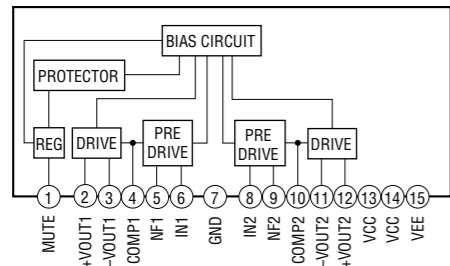 BIAS CIRCUIT
PROTECTOR
REG
DRIVE
PRE
DRIVE
PRE
DRIVE
DRIVE
1 2 3 4 5 6 7 8 9 10 11 12 13 14 15
MUTE
+VOUT1
-VOUT1
COMP1
NF1
IN1
GND
IN2
NF2
COMP2
-VOUT2
+VOUT2
VCC
VCC
VEE